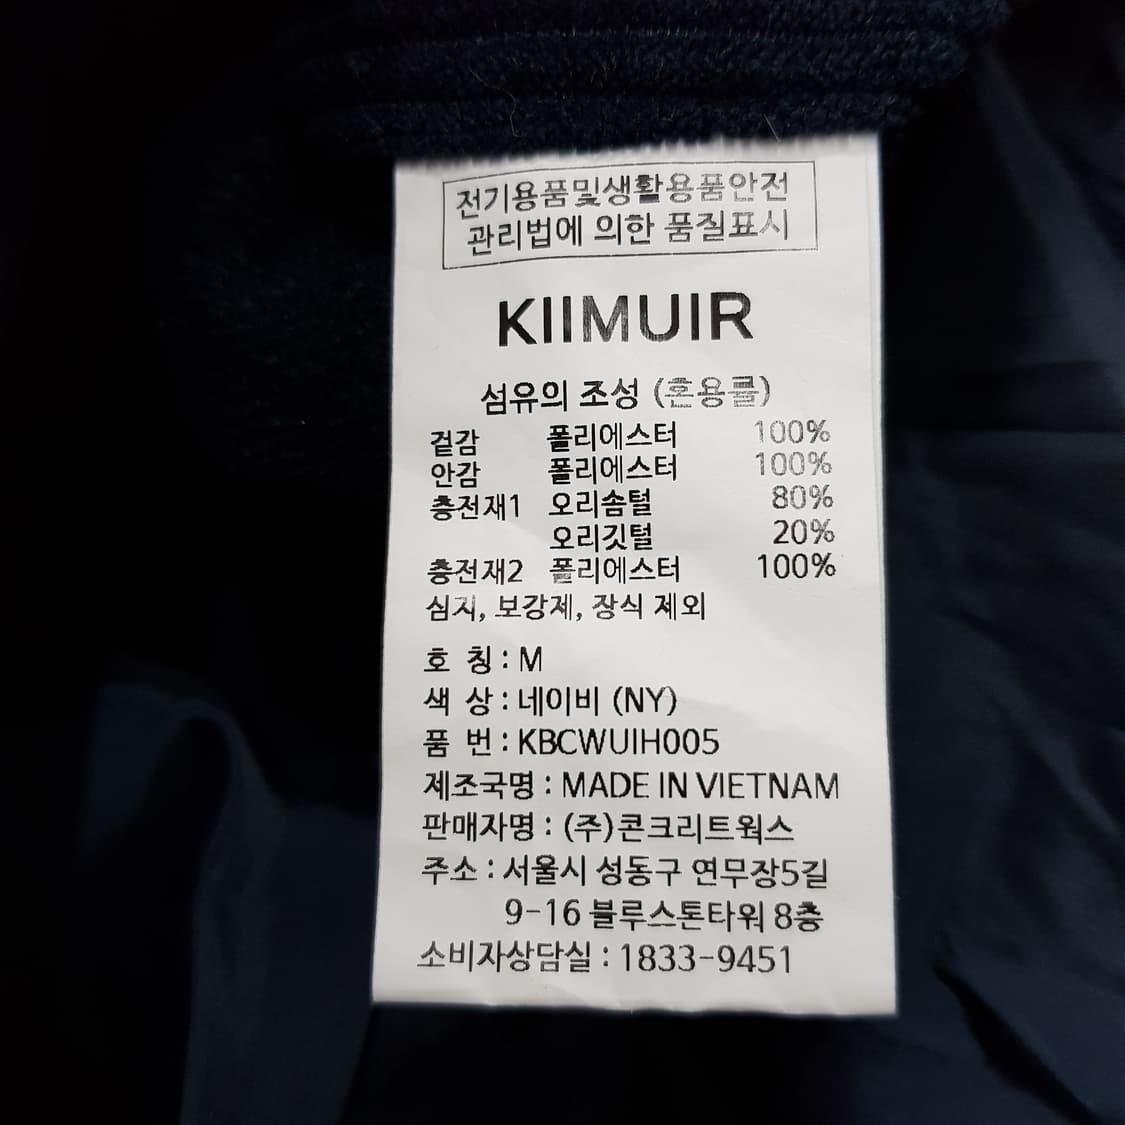 전기용품및생활용품안전
관리법에 의한 품질표시
KIIMUIR
섬유의 조성 (혼용률)
겉감 폴리에스터 100%
안감 폴리에스터 100%
충전재1 오리솜털 80%
오리깃털 20%
충전재2 폴리에스터 100%
심지, 보강제, 장식 제외
호 칭 : M
색 상 : 네이비 (NY)
품 번 : KBCWUIH005
제조국명 : MADE IN VIETNAM
판매자명 : (주)콘크리트웍스
주소 : 서울시 성동구 연무장5길
9-16 블루스톤타워 8층
소비자상담실 : 1833-9451